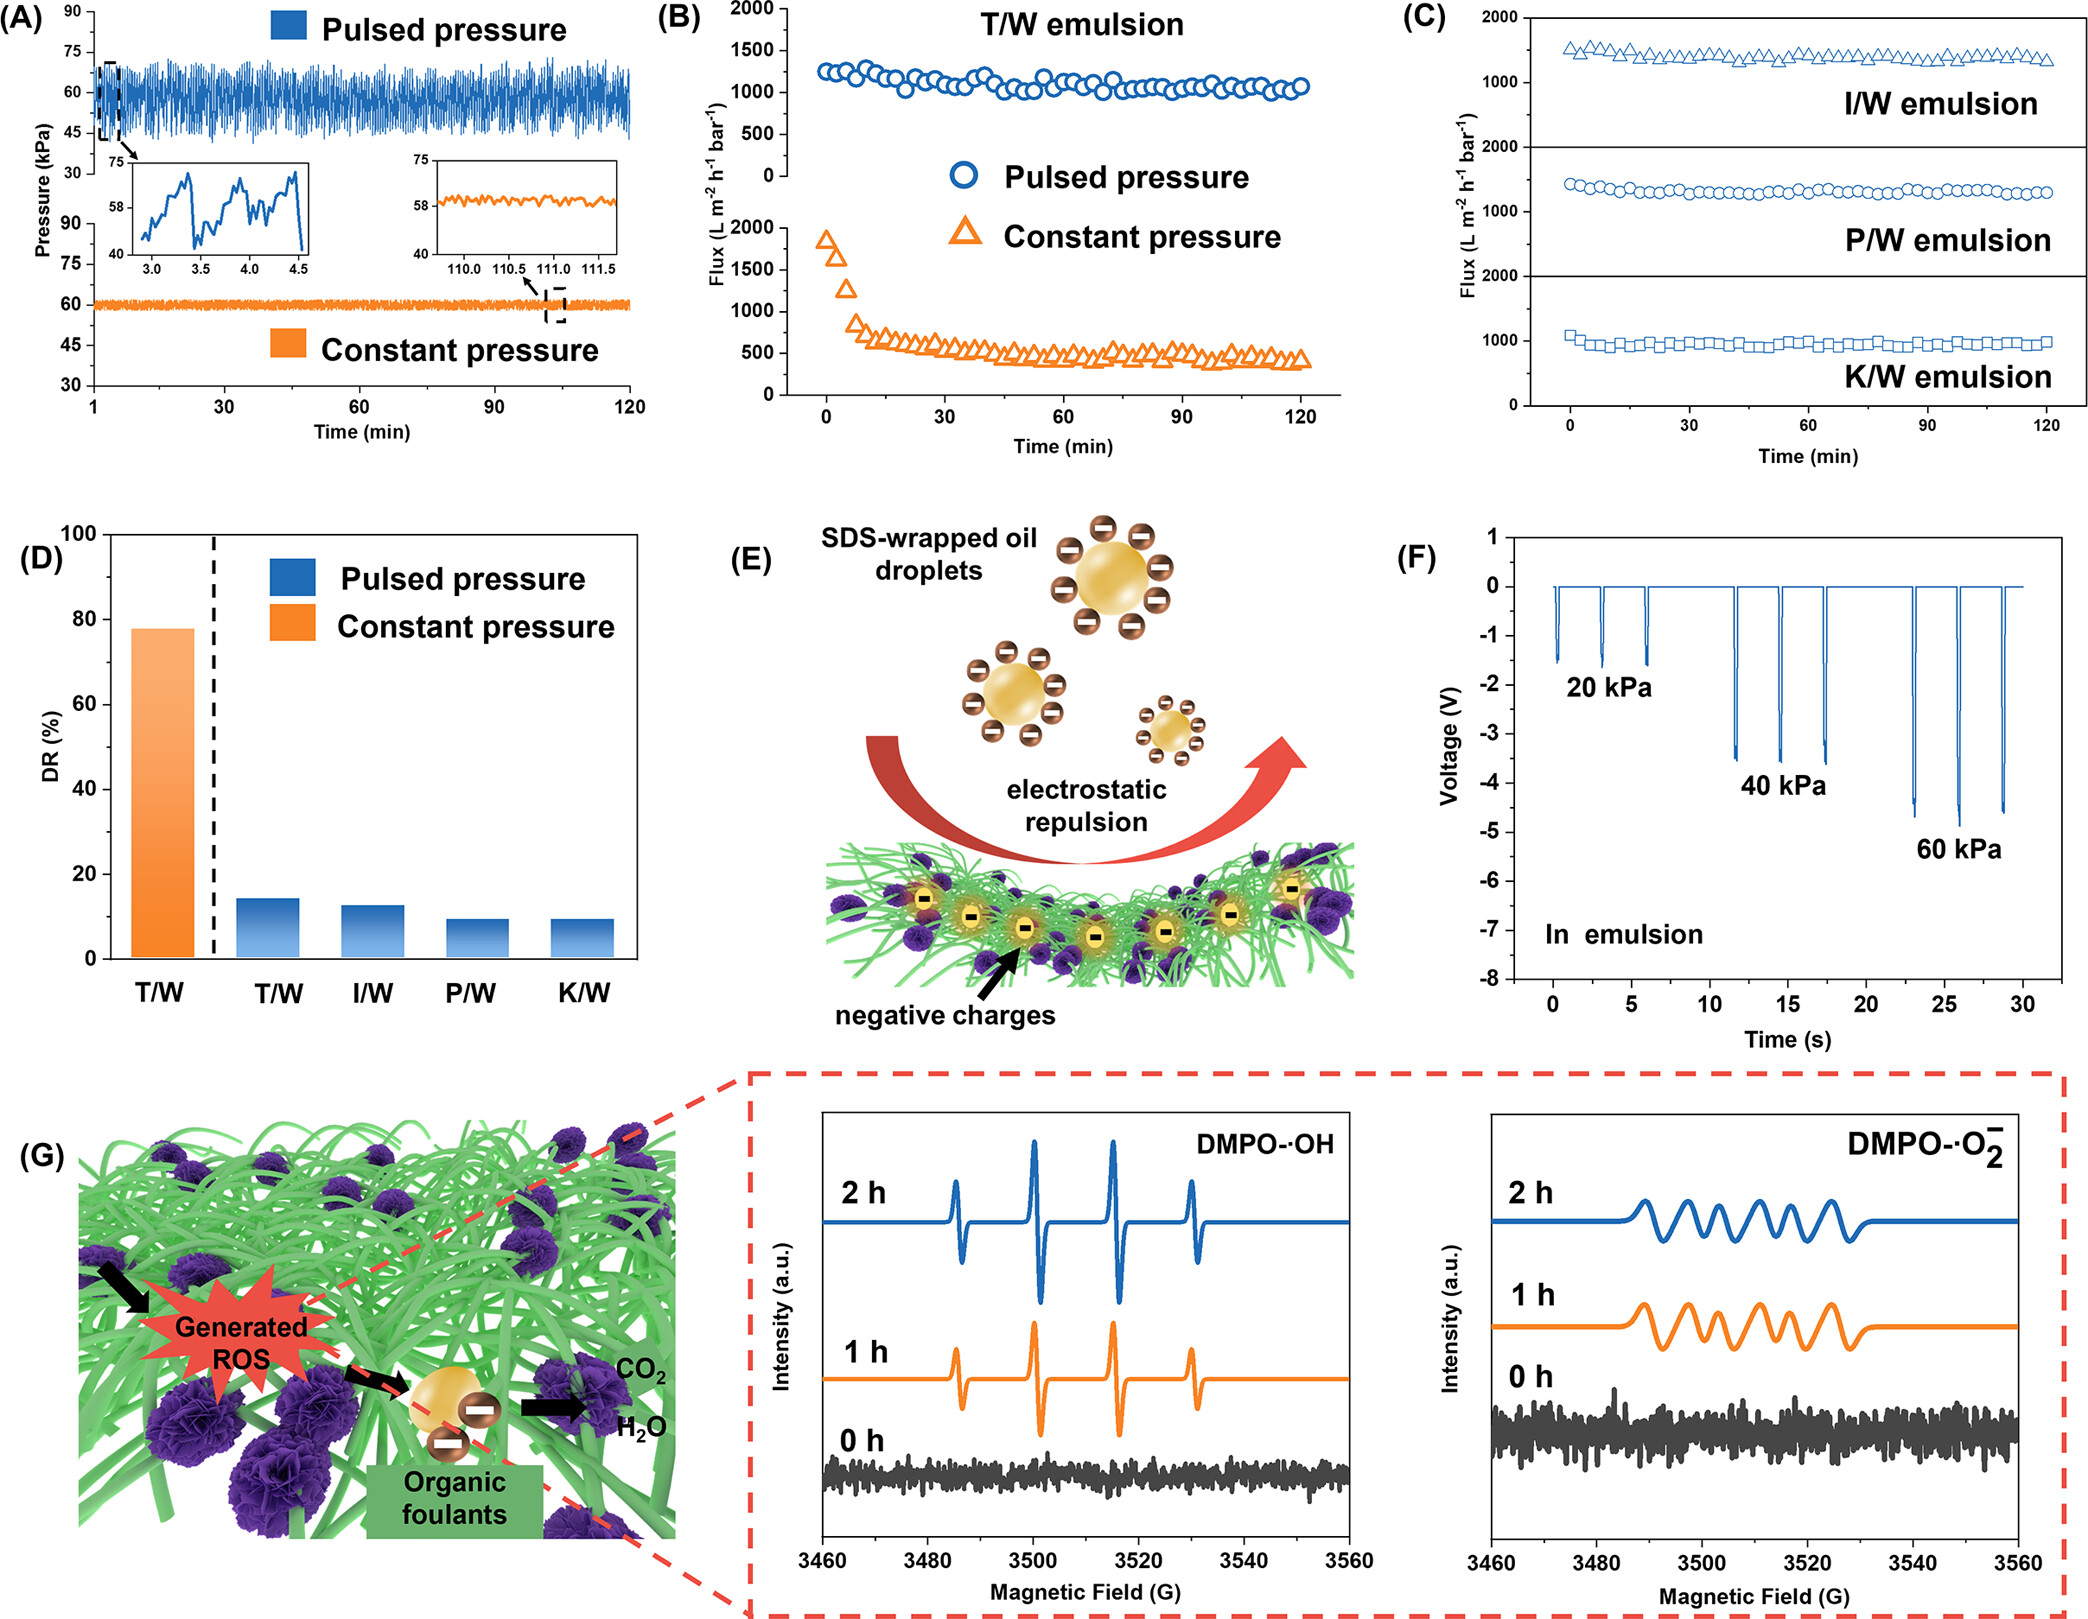 (A)
90
75
60
45
30
Pulsed pressure
75
58
40
3.0 3.5 4.0 4.5
75
58
40
110.0 110.5 111.0 111.5
Pressure (kPa)
90
75
60
45
30
Constant pressure
1 30 60 90 120
Time (min)
(B)
2000
1500
1000
500
0
T/W emulsion
Pulsed pressure
Constant pressure
Flux (L m-2 h-1 bar-1)
2000
1500
1000
500
0
0 30 60 90 120
Time (min)
(C)
2000
1000
I/W emulsion
2000
1000
P/W emulsion
2000
1000
K/W emulsion
0
Flux (L m-2 h-1 bar-1)
0 30 60 90 120
Time (min)
(D)
100
80
60
40
20
0
DR (%)
Pulsed pressure
Constant pressure
T/W T/W I/W P/W K/W
(E)
SDS-wrapped oil
droplets
electrostatic
repulsion
negative charges
(F)
1
0
-1
-2
-3
-4
-5
-6
-7
-8
Voltage (V)
20 kPa
40 kPa
60 kPa
In emulsion
0 5 10 15 20 25 30
Time (s)
(G)
Generated
ROS
CO2
H2O
Organic
foulants
DMPO-·OH
2 h
1 h
0 h
Intensity (a.u.)
3460 3480 3500 3520 3540 3560
Magnetic Field (G)
DMPO-·O2−
2 h
1 h
0 h
Intensity (a.u.)
3460 3480 3500 3520 3540 3560
Magnetic Field (G)